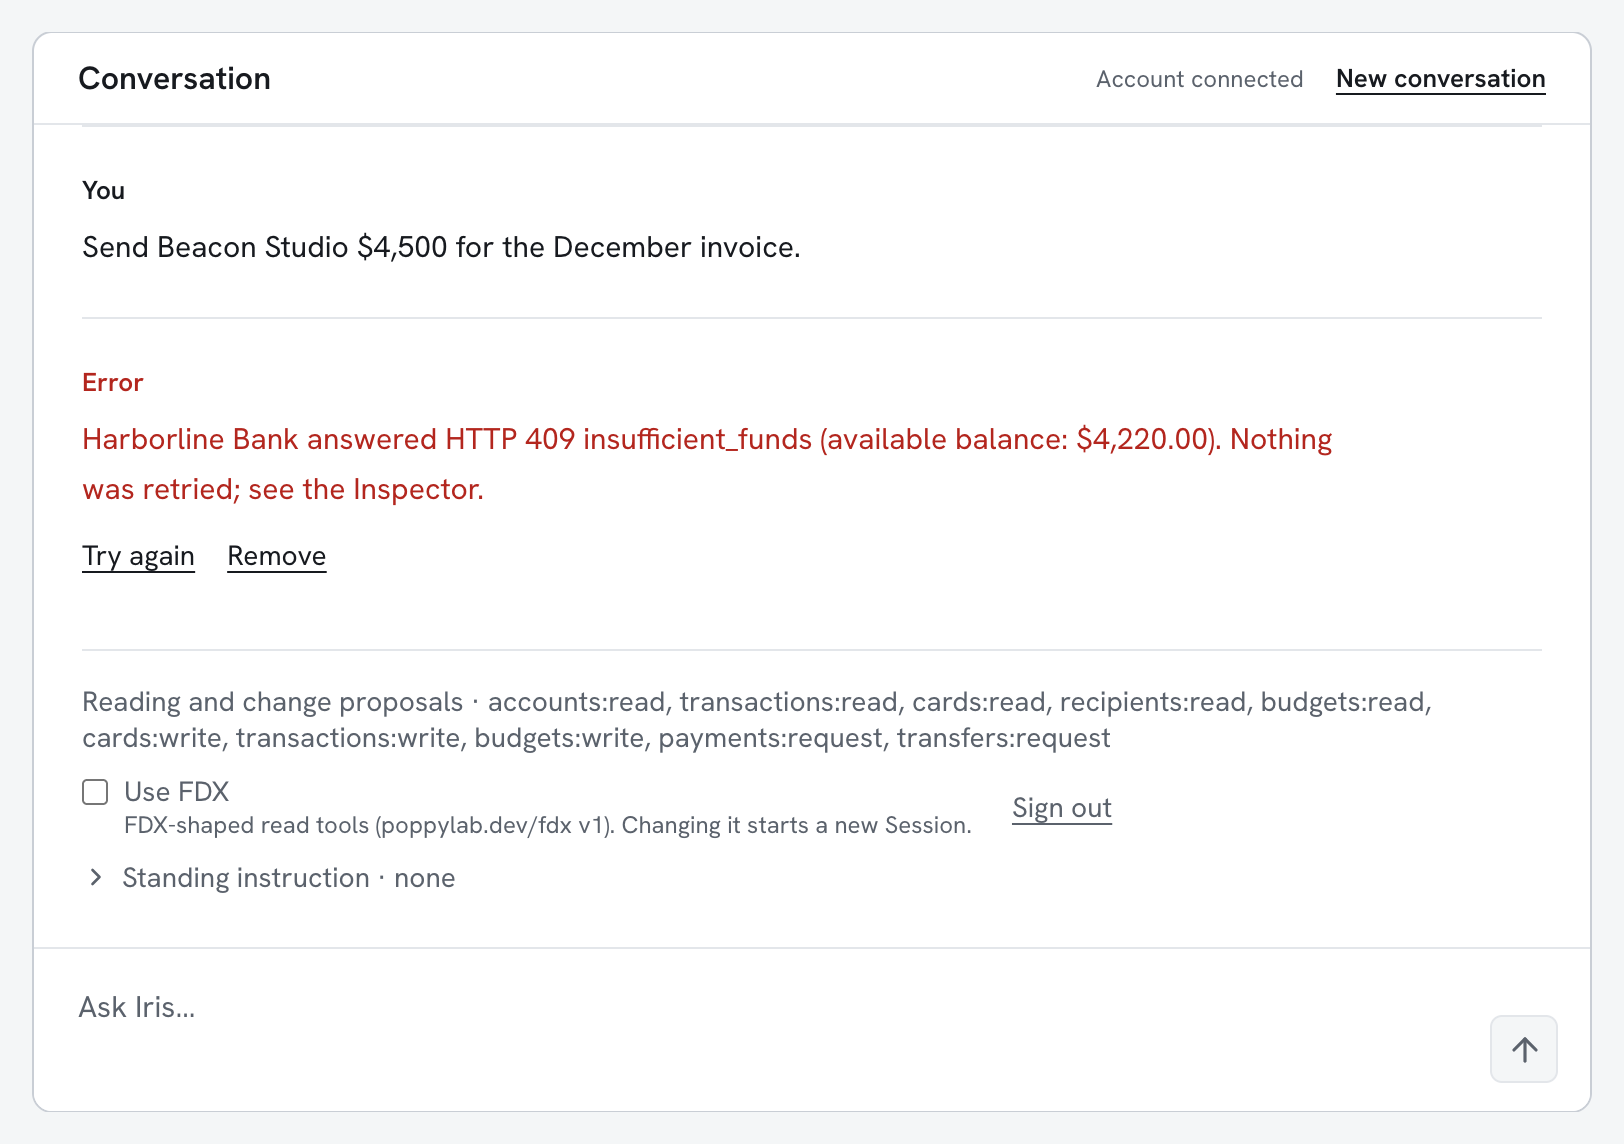 Conversation
Account connected
New conversation
You
Send Beacon Studio $4,500 for the December invoice.
Error
Harborline Bank answered HTTP 409 insufficient_funds (available balance: $4,220.00). Nothing
was retried; see the Inspector.
Try again
Remove
Reading and change proposals · accounts:read, transactions:read, cards:read, recipients:read, budgets:read,
cards:write, transactions:write, budgets:write, payments:request, transfers:request
Use FDX
FDX-shaped read tools (poppylab.dev/fdx v1). Changing it starts a new Session.
Sign out
Standing instruction · none
Ask Iris...